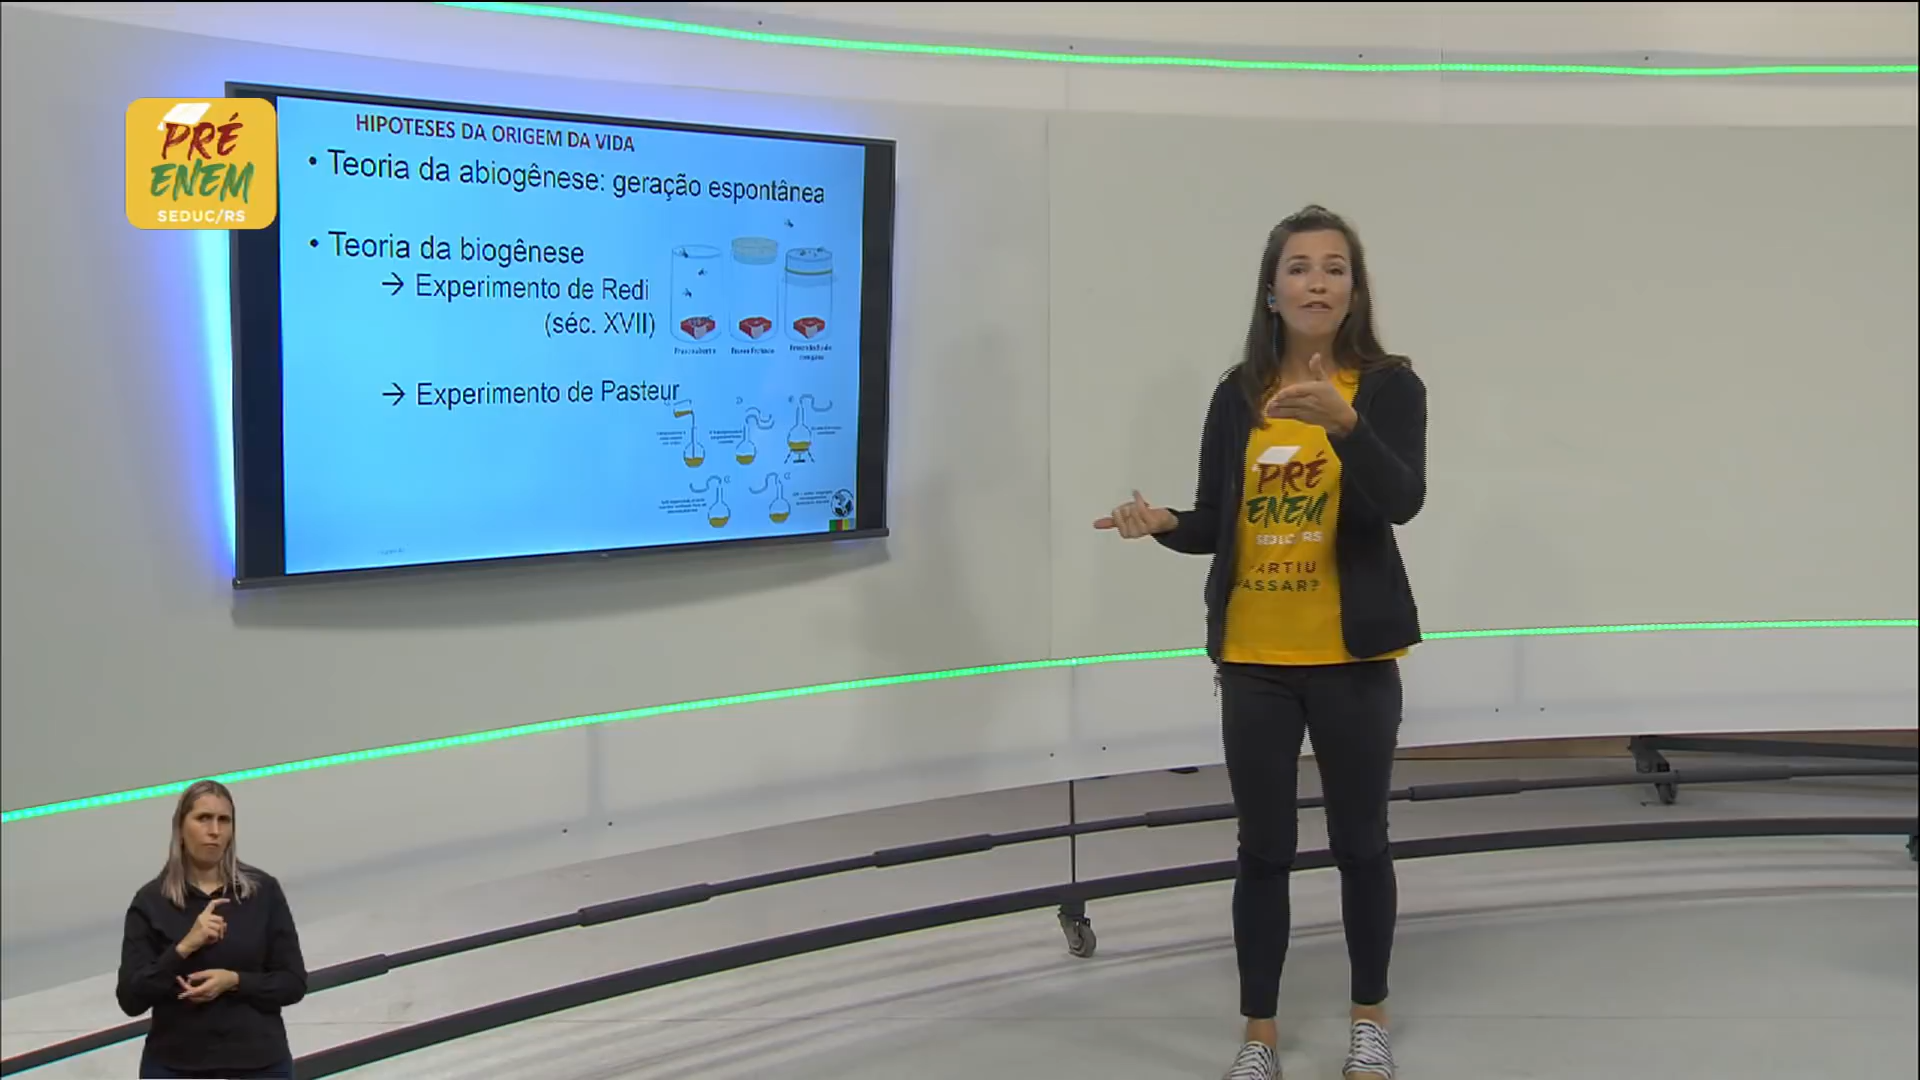 PRÉ
ENEM
SEDUC/RS
HIPOTESES DA ORIGEM DA VIDA
• Teoria da abiogênese: geração espontânea
• Teoria da biogênese
→ Experimento de Redi
(séc. XVII)
→ Experimento de Pasteur
PRÉ
ENEM
SEDUC/RS
ARTIU
ASSAR?